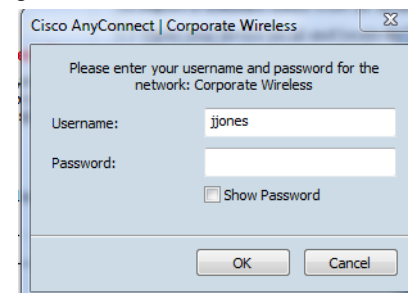 Cisco AnyConnect | Corporate Wireless
Please enter your username and password for the
network: Corporate Wireless
Username: jjones
Password:
Show Password
OK Cancel